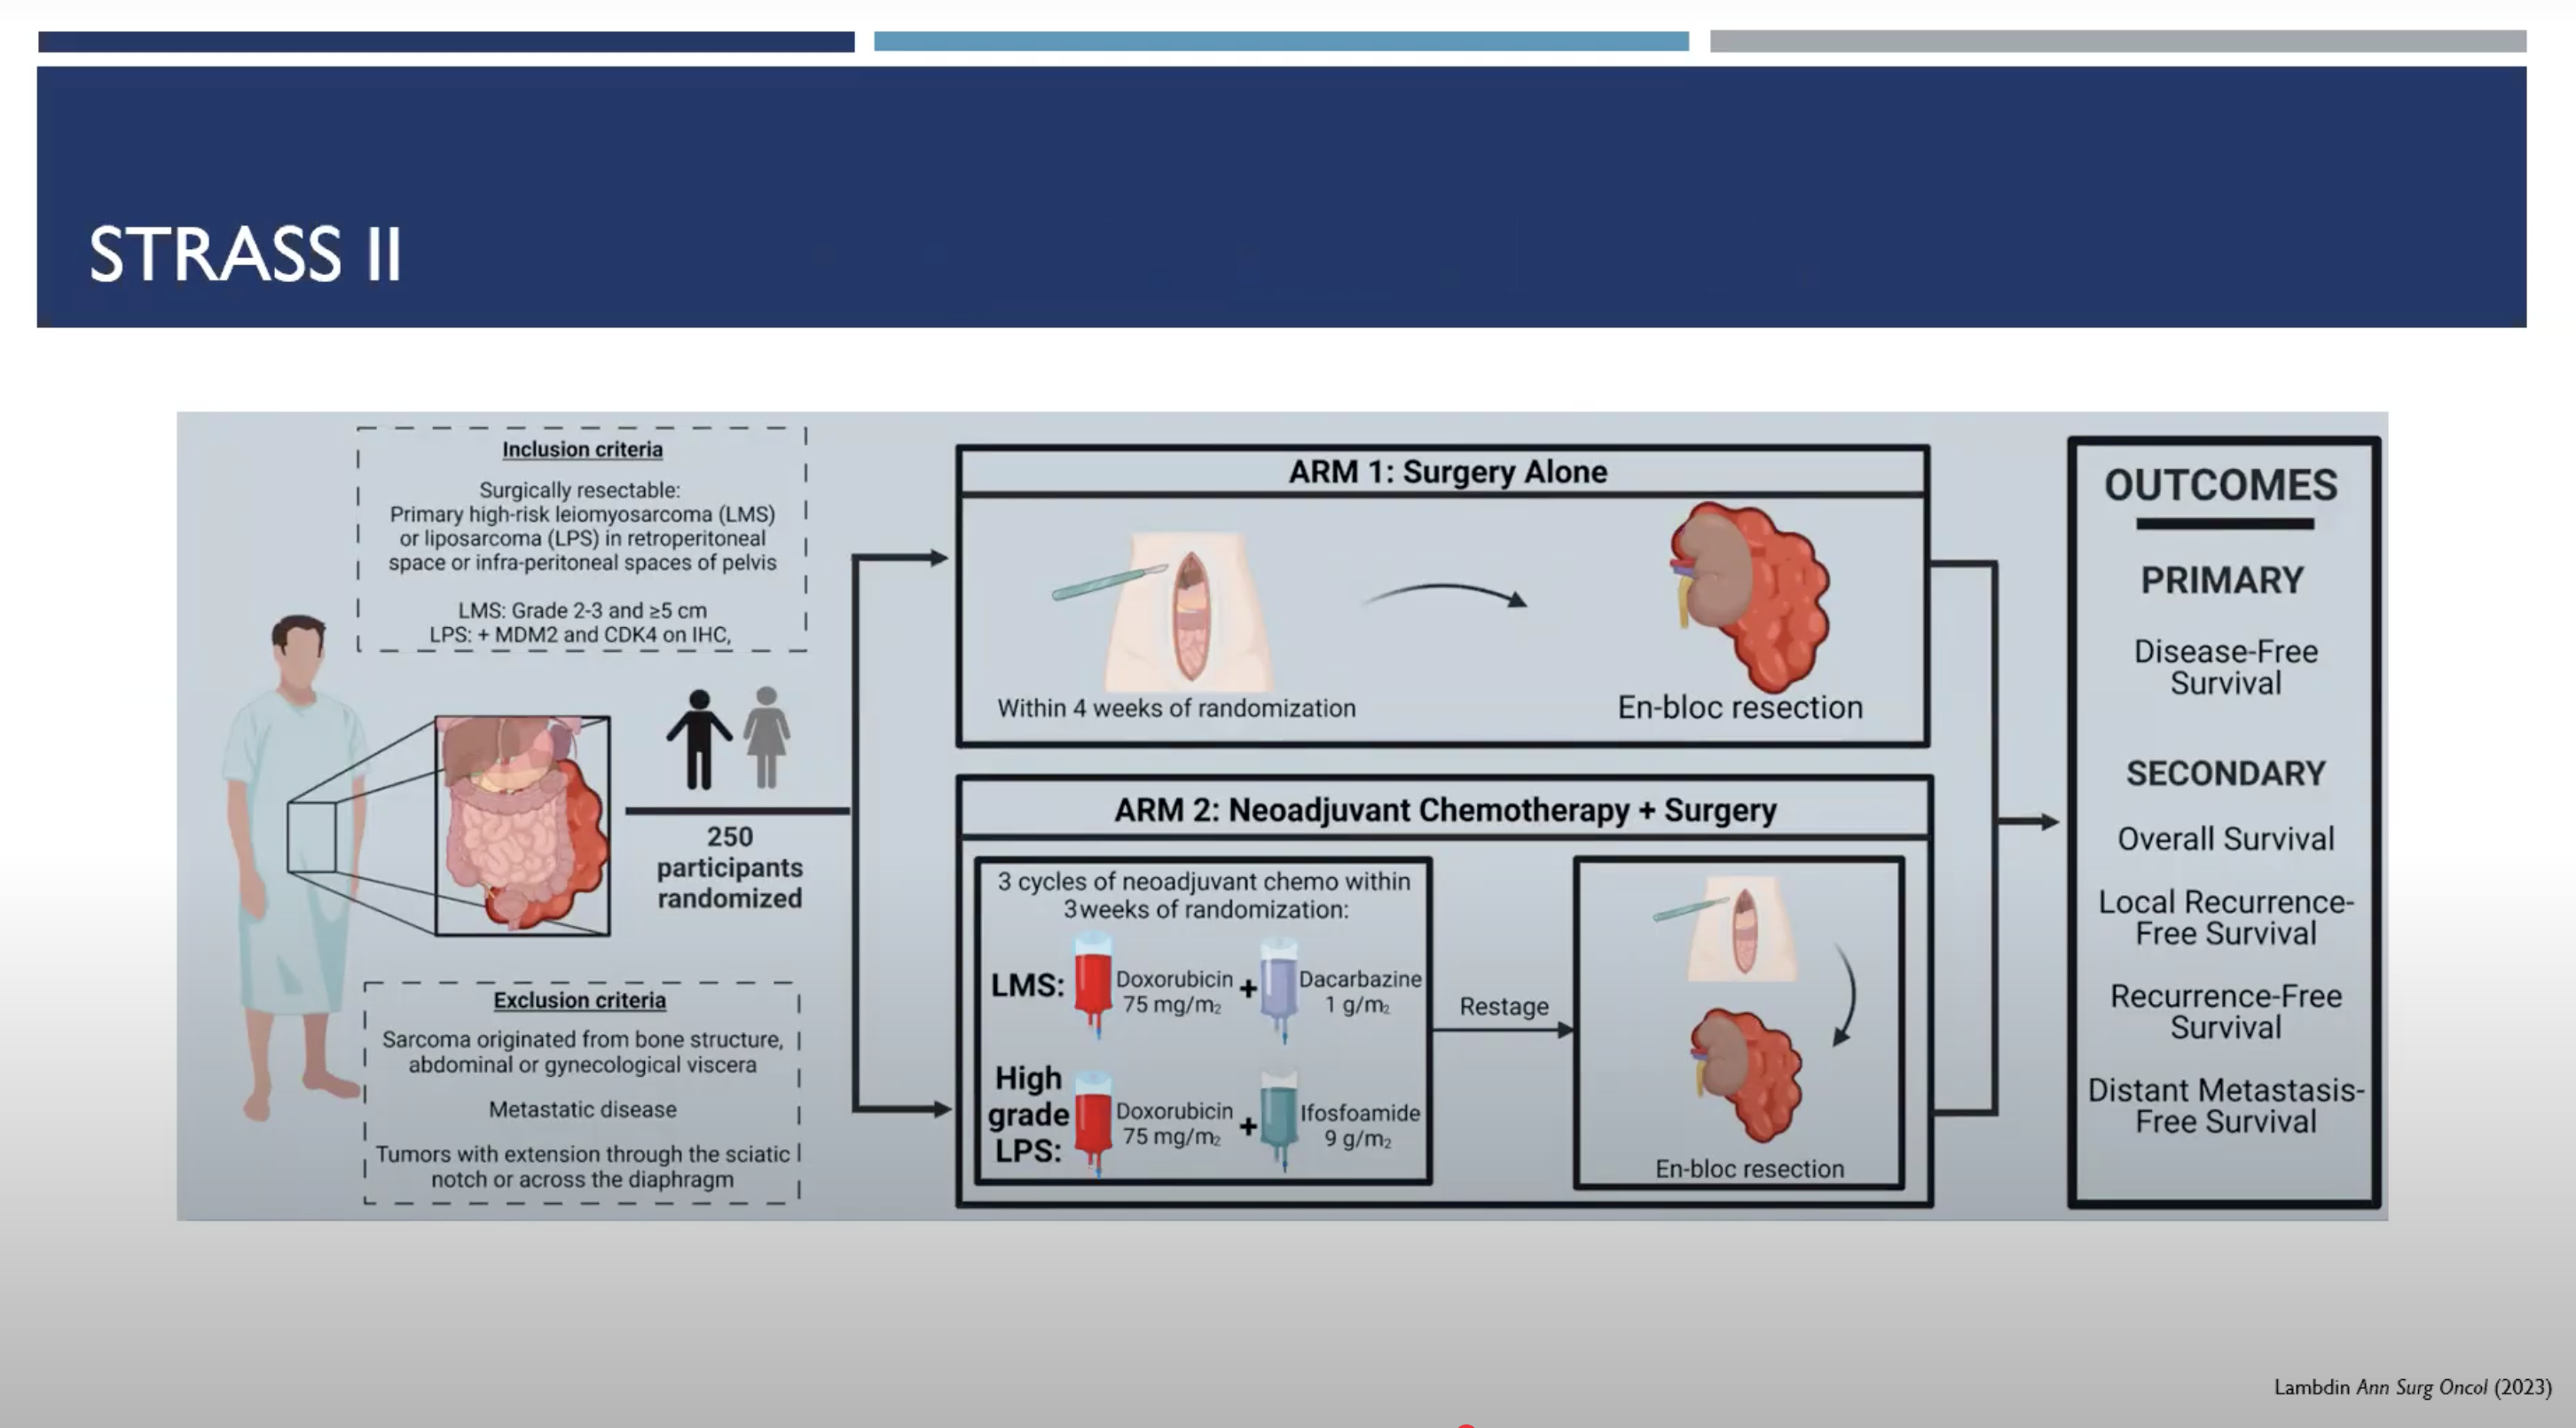 STRASS II
Inclusion criteria
Surgically resectable:
Primary high-risk leiomyosarcoma (LMS)
or liposarcoma (LPS) in retroperitoneal
space or infra-peritoneal spaces of pelvis
LMS: Grade 2-3 and ≥5 cm
LPS: + MDM2 and CDK4 on IHC,
250
participants
randomized
Exclusion criteria
Sarcoma originated from bone structure,
abdominal or gynecological viscera
Metastatic disease
Tumors with extension through the sciatic
notch or across the diaphragm
ARM 1: Surgery Alone
Within 4 weeks of randomization
En-bloc resection
ARM 2: Neoadjuvant Chemotherapy + Surgery
3 cycles of neoadjuvant chemo within
3weeks of randomization:
LMS:
Doxorubicin
75 mg/m₂
+
Dacarbazine
1 g/m₂
High
grade
LPS:
Doxorubicin
75 mg/m₂
+
Ifosfoamide
9 g/m₂
Restage
En-bloc resection
OUTCOMES
PRIMARY
Disease-Free
Survival
SECONDARY
Overall Survival
Local Recurrence-
Free Survival
Recurrence-Free
Survival
Distant Metastasis-
Free Survival
Lambdin Ann Surg Oncol (2023)